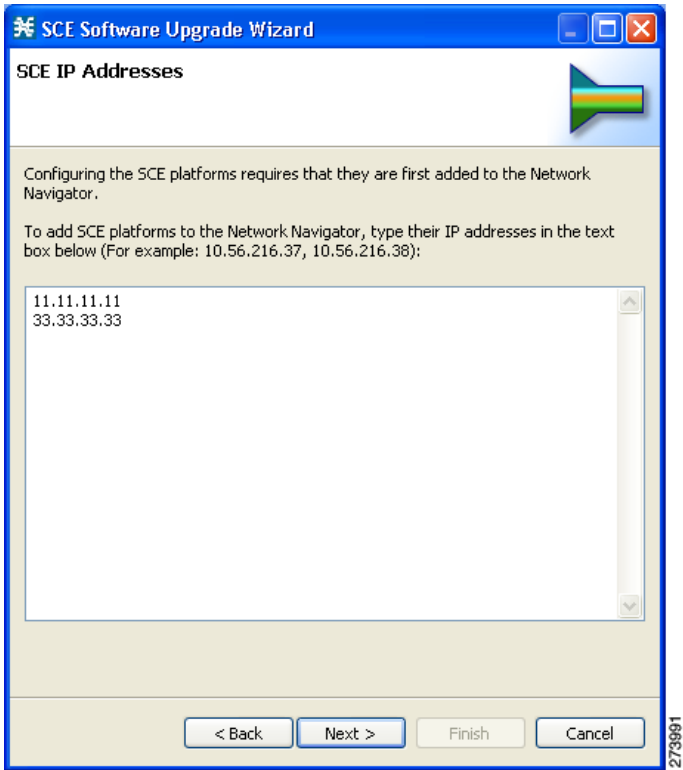 SCE Software Upgrade Wizard
SCE IP Addresses
Configuring the SCE platforms requires that they are first added to the Network
Navigator.
To add SCE platforms to the Network Navigator, type their IP addresses in the text
box below (For example: 10.56.216.37, 10.56.216.38):
11.11.11.11
33.33.33.33
< Back Next > Finish Cancel
273991